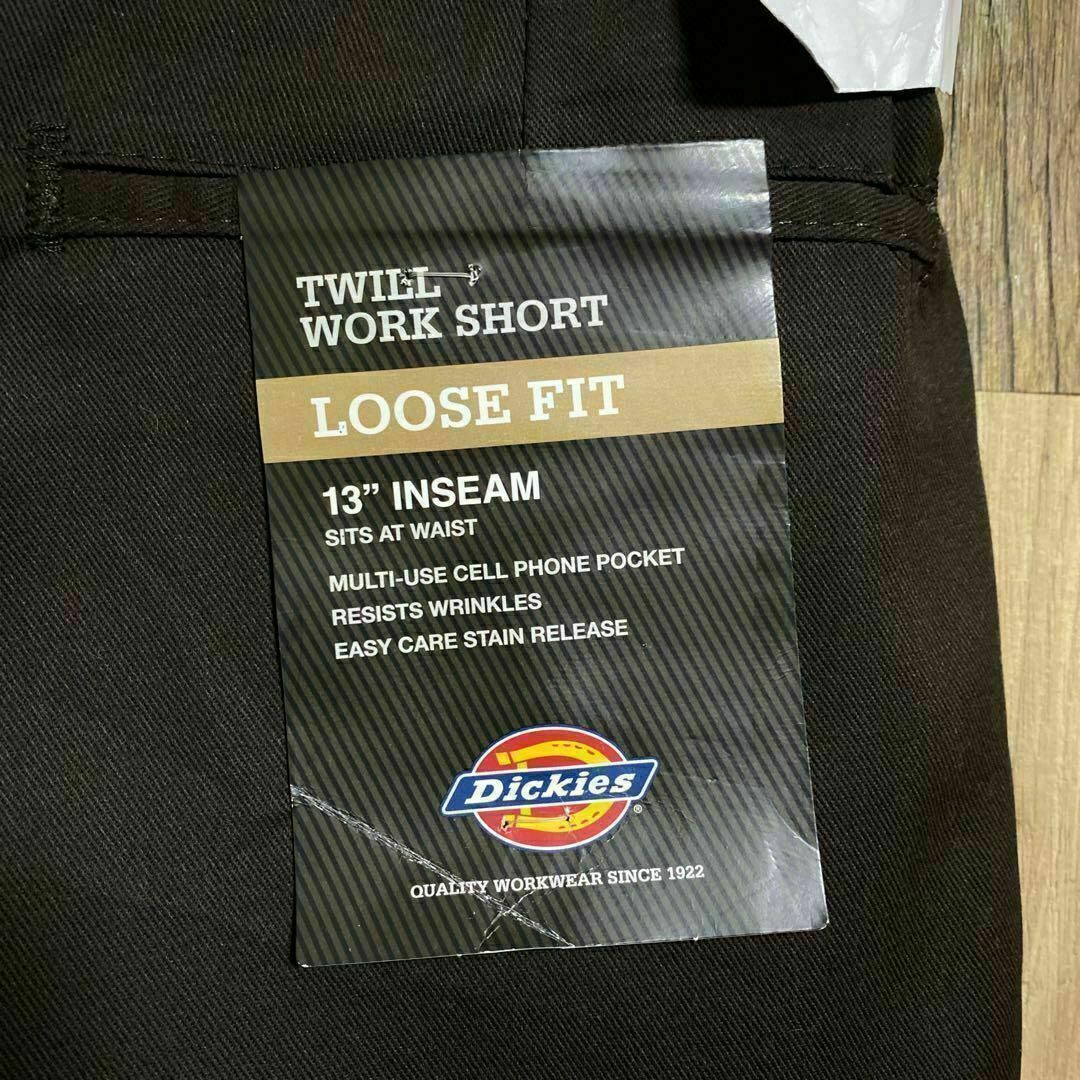 TWILL
WORK SHORT
LOOSE FIT
13” INSEAM
SITS AT WAIST
MULTI-USE CELL PHONE POCKET
RESISTS WRINKLES
EASY CARE STAIN RELEASE
Dickies®
QUALITY WORKWEAR SINCE 1922